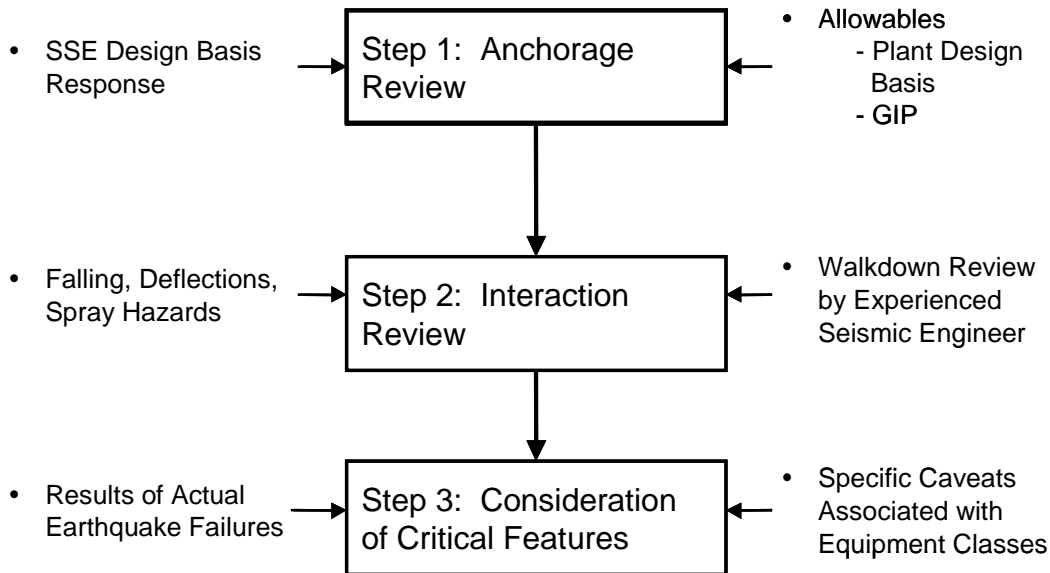 • SSE Design Basis
Response
Step 1: Anchorage
Review
• Allowables
- Plant Design
Basis
- GIP
• Falling, Deflections,
Spray Hazards
Step 2: Interaction
Review
• Walkdown Review
by Experienced
Seismic Engineer
• Results of Actual
Earthquake Failures
Step 3: Consideration
of Critical Features
• Specific Caveats
Associated with
Equipment Classes